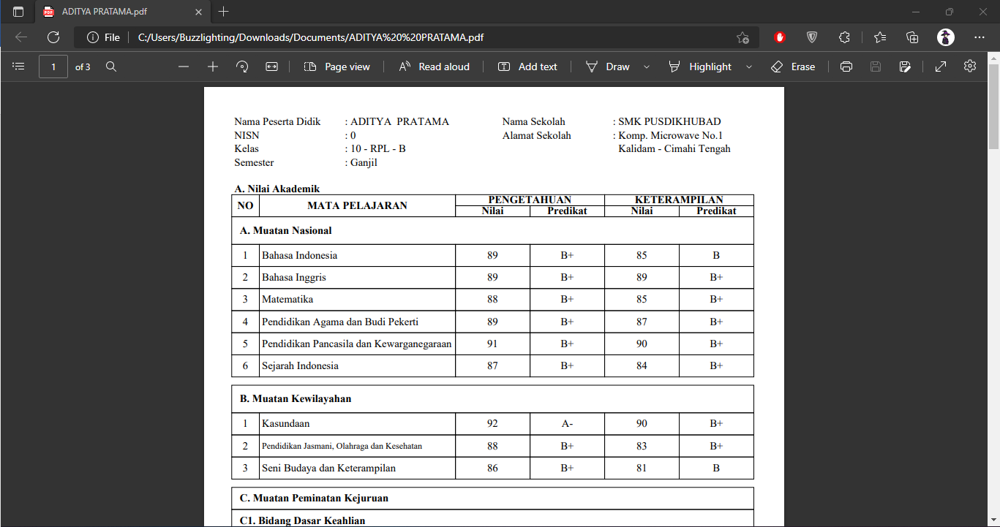 ADITYA PRATAMA.pdf
File C:/Users/Buzzlighting/Downloads/Documents/ADITYA%20%20PRATAMA.pdf
1 of 3 Page view Read aloud Add text Draw Highlight Erase
Nama Peserta Didik : ADITYA PRATAMA Nama Sekolah : SMK PUSDIKHUBAD
NISN : 0 Alamat Sekolah : Komp. Microwave No.1
Kelas : 10 - RPL - B Kalidam - Cimahi Tengah
Semester : Ganjil
A. Nilai Akademik
NO MATA PELAJARAN PENGETAHUAN KETERAMPILAN
Nilai Predikat Nilai Predikat
A. Muatan Nasional
1 Bahasa Indonesia 89 B+ 85 B
2 Bahasa Inggris 89 B+ 89 B+
3 Matematika 88 B+ 85 B+
4 Pendidikan Agama dan Budi Pekerti 89 B+ 87 B+
5 Pendidikan Pancasila dan Kewarganegaraan 91 B+ 90 B+
6 Sejarah Indonesia 87 B+ 84 B+
B. Muatan Kewilayahan
1 Kasundaan 92 A- 90 B+
2 Pendidikan Jasmani, Olahraga dan Kesehatan 88 B+ 83 B+
3 Seni Budaya dan Keterampilan 86 B+ 81 B
C. Muatan Peminatan Kejuruan
C1. Bidang Dasar Keahlian